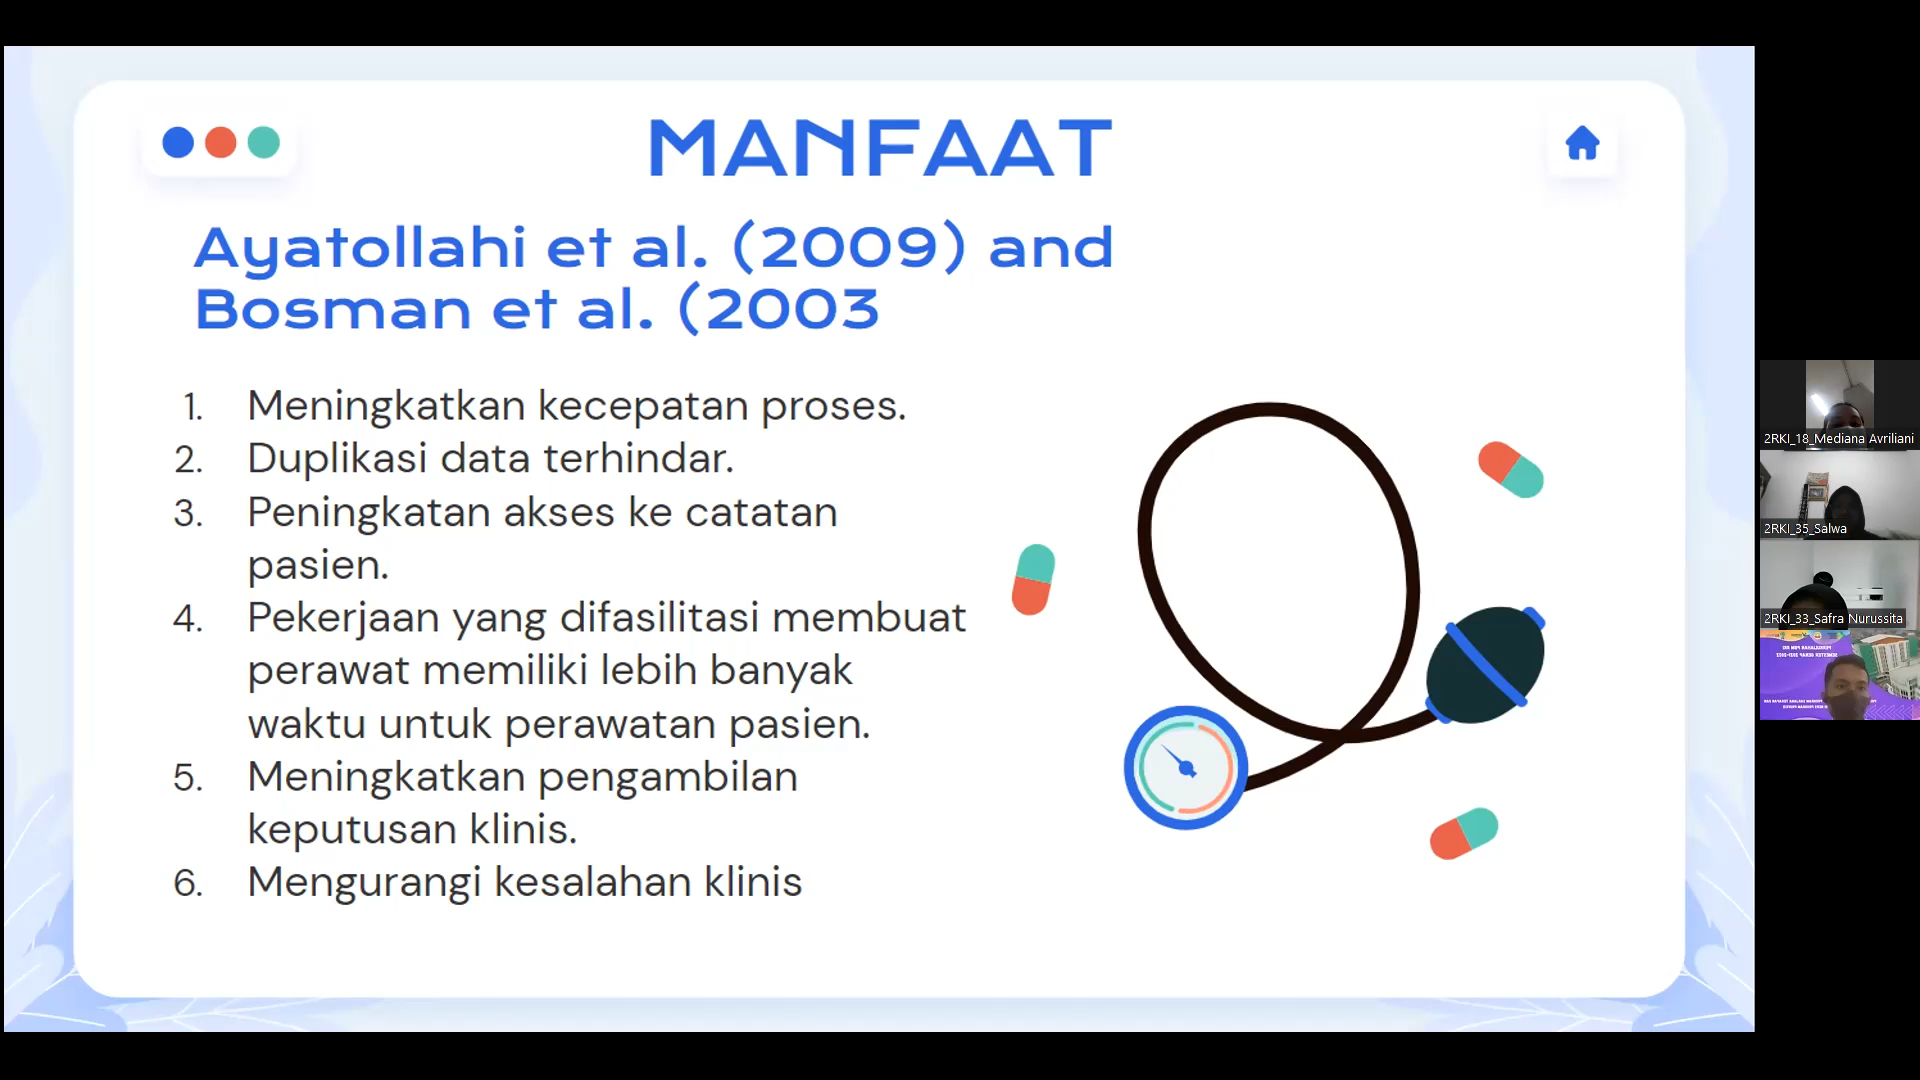 MANFAAT
Ayatollahi et al. (2009) and
Bosman et al. (2003
1. Meningkatkan kecepatan proses.
2. Duplikasi data terhindar.
3. Peningkatan akses ke catatan
pasien.
4. Pekerjaan yang difasilitasi membuat
perawat memiliki lebih banyak
waktu untuk perawatan pasien.
5. Meningkatkan pengambilan
keputusan klinis.
6. Mengurangi kesalahan klinis
2RKI_18_Mediana Avriliani
2RKI_35_Salwa
2RKI_33_Safra Nurussita